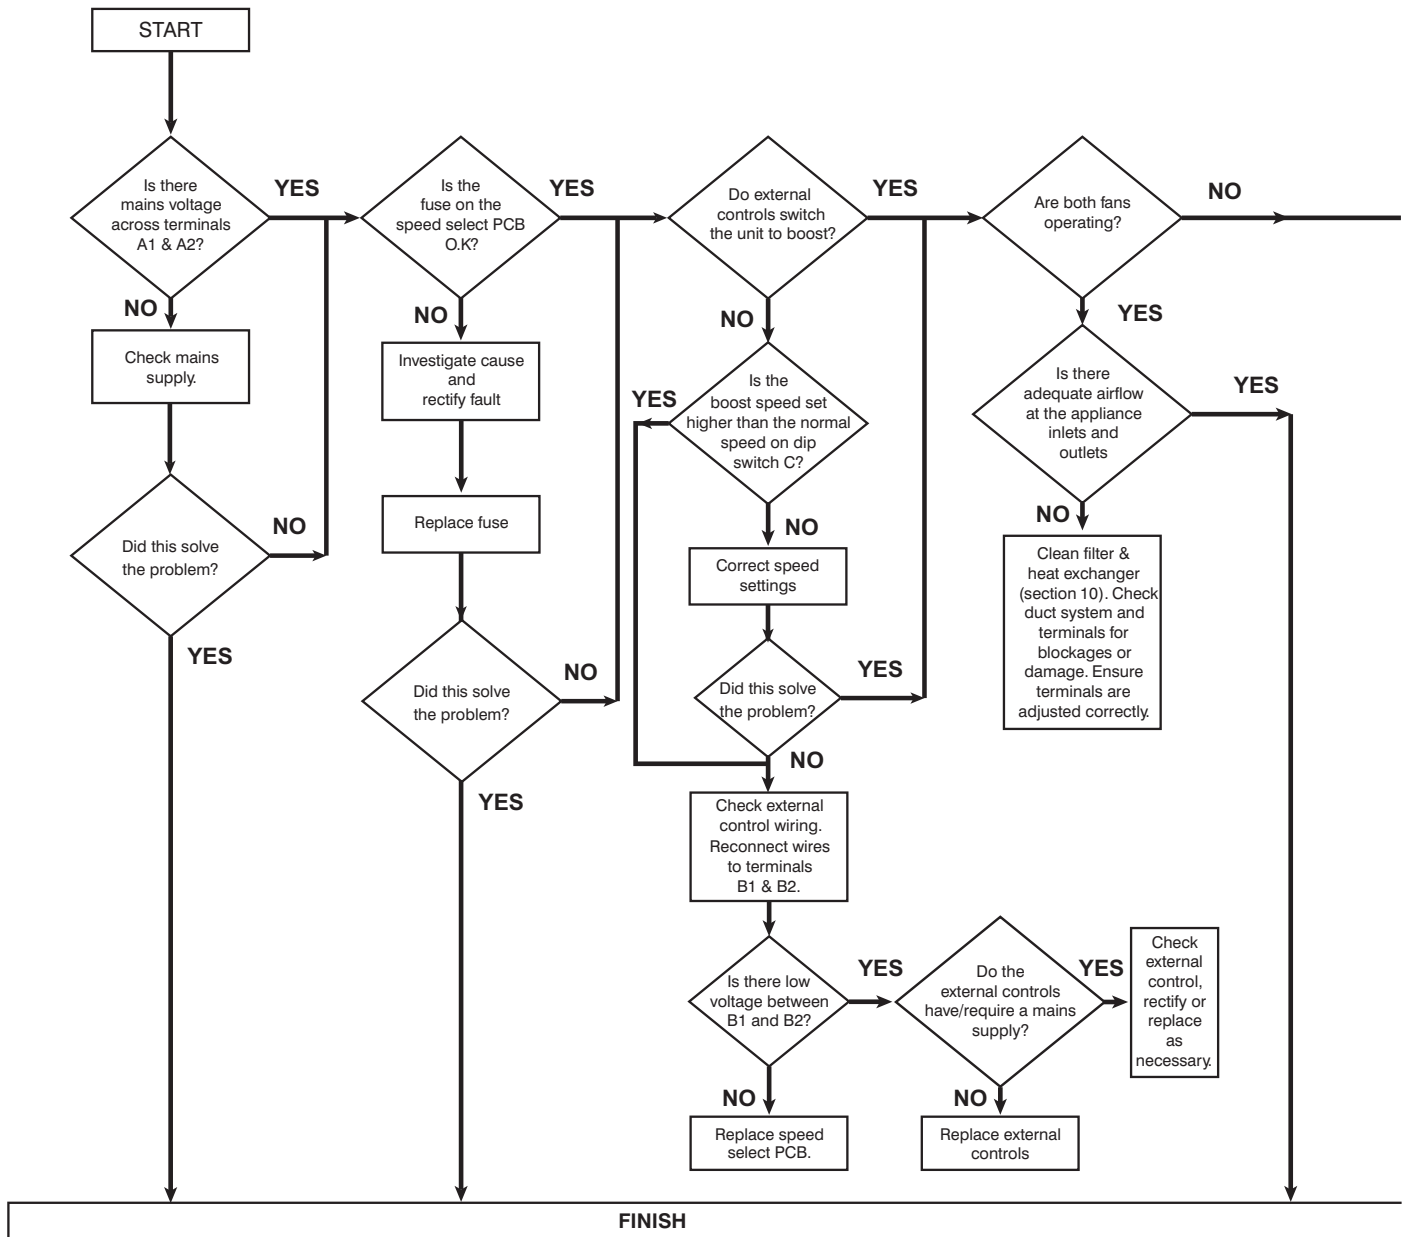 START
Is there
mains voltage
across terminals
A1 & A2?
YES
NO
Check mains
supply.
Did this solve
the problem?
NO
YES
Is the
fuse on the
speed select PCB
O.K?
YES
NO
Investigate cause
and
rectify fault
Replace fuse
Did this solve
the problem?
NO
YES
Do external
controls switch
the unit to boost?
YES
NO
Is the
boost speed set
higher than the normal
speed on dip
switch C?
YES
NO
Correct speed
settings
Did this solve
the problem?
YES
NO
Check external
control wiring.
Reconnect wires
to terminals
B1 & B2.
Is there low
voltage between
B1 and B2?
YES
NO
Replace speed
select PCB.
Do the
external controls
have/require a mains
supply?
YES
NO
Replace external
controls
Check
external
control,
rectify or
replace
as
necessary.
Are both fans
operating?
NO
YES
Is there
adequate airflow
at the appliance
inlets and
outlets
YES
NO
Clean filter &
heat exchanger
(section 10). Check
duct system and
terminals for
blockages or
damage. Ensure
terminals are
adjusted correctly.
FINISH